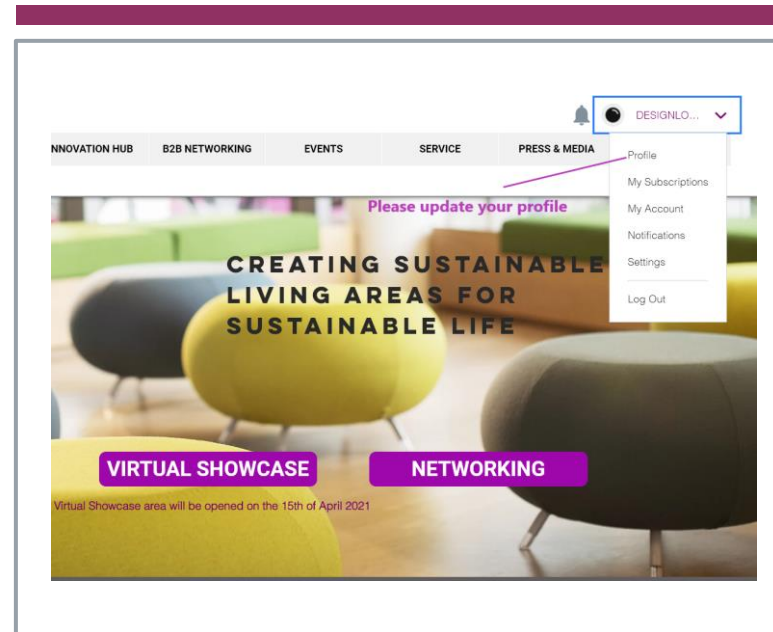 DESIGNLO...
NNOVATION HUB B2B NETWORKING EVENTS SERVICE PRESS & MEDIA
Profile
My Subscriptions
Please update your profile
My Account
Notifications
Settings
Log Out
CREATING SUSTAINABLE
LIVING AREAS FOR
SUSTAINABLE LIFE
VIRTUAL SHOWCASE NETWORKING
Virtual Showcase area will be opened on the 15th of April 2021